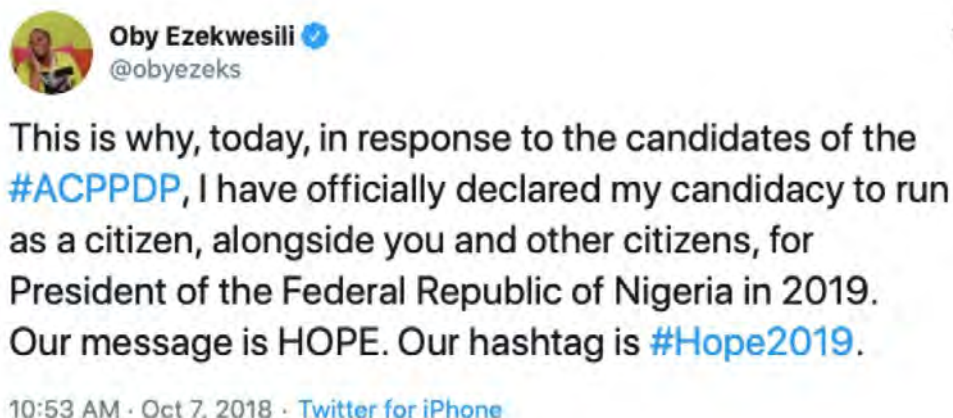 Oby Ezekwesili
@obyezeks
This is why, today, in response to the candidates of the
#ACPPDP, I have officially declared my candidacy to run
as a citizen, alongside you and other citizens, for
President of the Federal Republic of Nigeria in 2019.
Our message is HOPE. Our hashtag is #Hope2019.
10:53 AM · Oct 7, 2018 · Twitter for iPhone